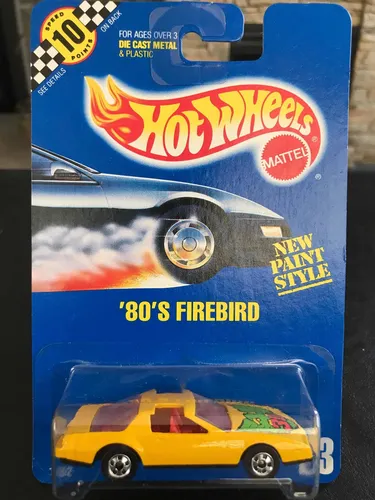 SPEED
10
POINTS
SEE DETAILS
ON BACK
FOR AGES OVER 3
DIE CAST METAL
& PLASTIC
Hot Wheels
®
MATTEL
®
NEW
PAINT
STYLE
'80'S FIREBIRD